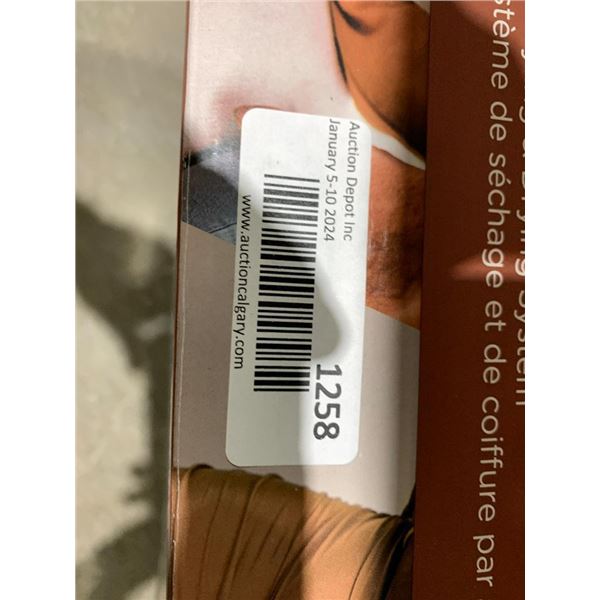 Auction Depot Inc
January 5-10 2024
1258
www.auctioncalgary.com
Drying System
de séchage et de coiffure par